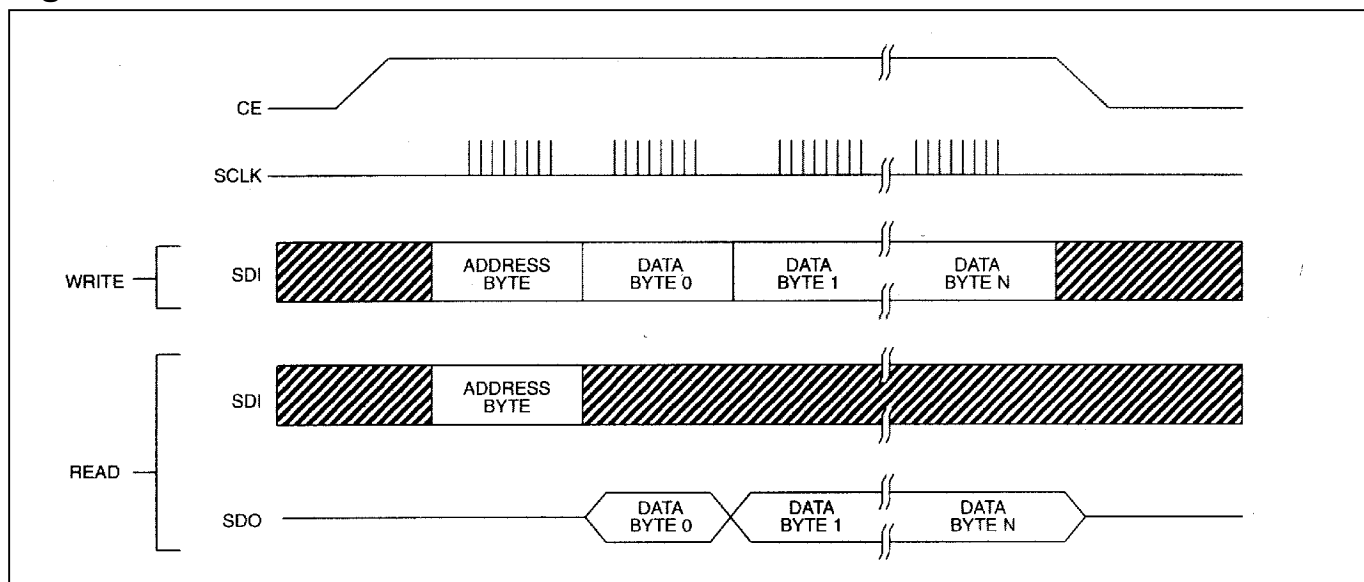 CE
SCLK
WRITE
SDI
ADDRESS
BYTE
DATA
BYTE 0
DATA
BYTE 1
DATA
BYTE N
READ
SDI
ADDRESS
BYTE
SDO
DATA
BYTE 0
DATA
BYTE 1
DATA
BYTE N